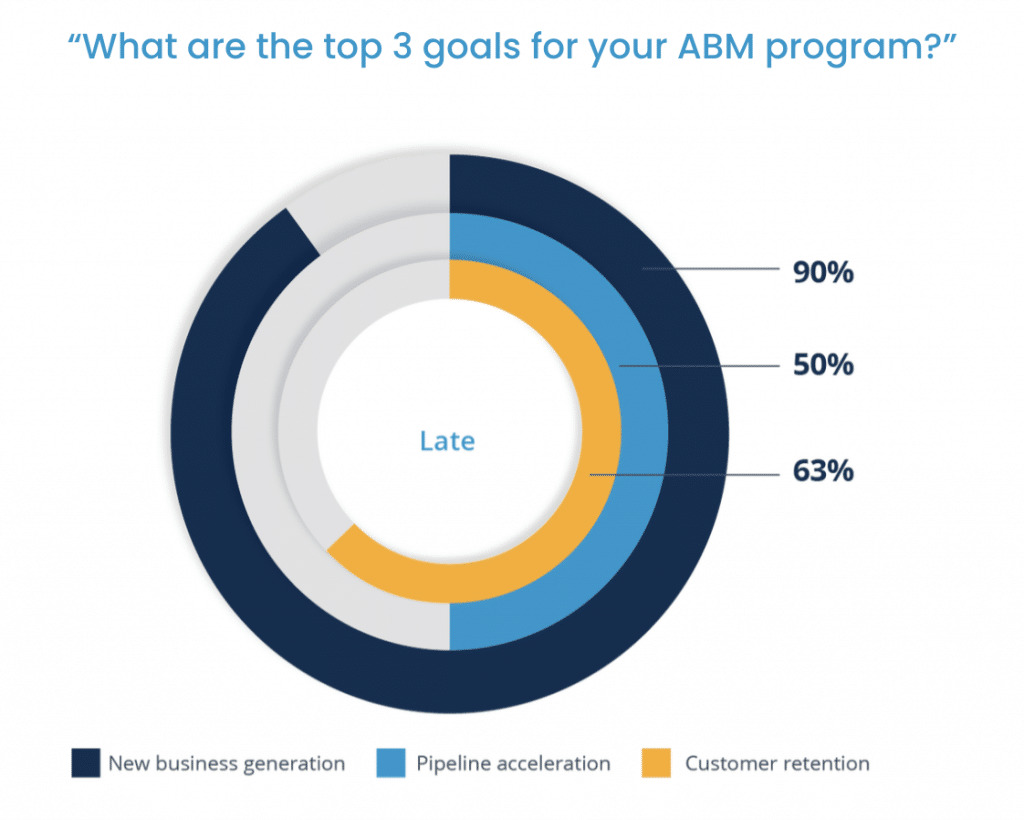 “What are the top 3 goals for your ABM program?”
90%
50%
Late
63%
New business generation
Pipeline acceleration
Customer retention